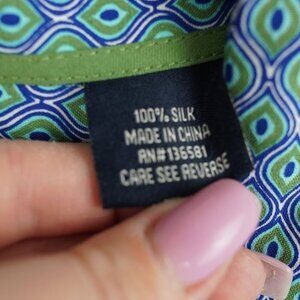 100% SILK
MADE IN CHINA
RN#136581
CARE SEE REVERSE